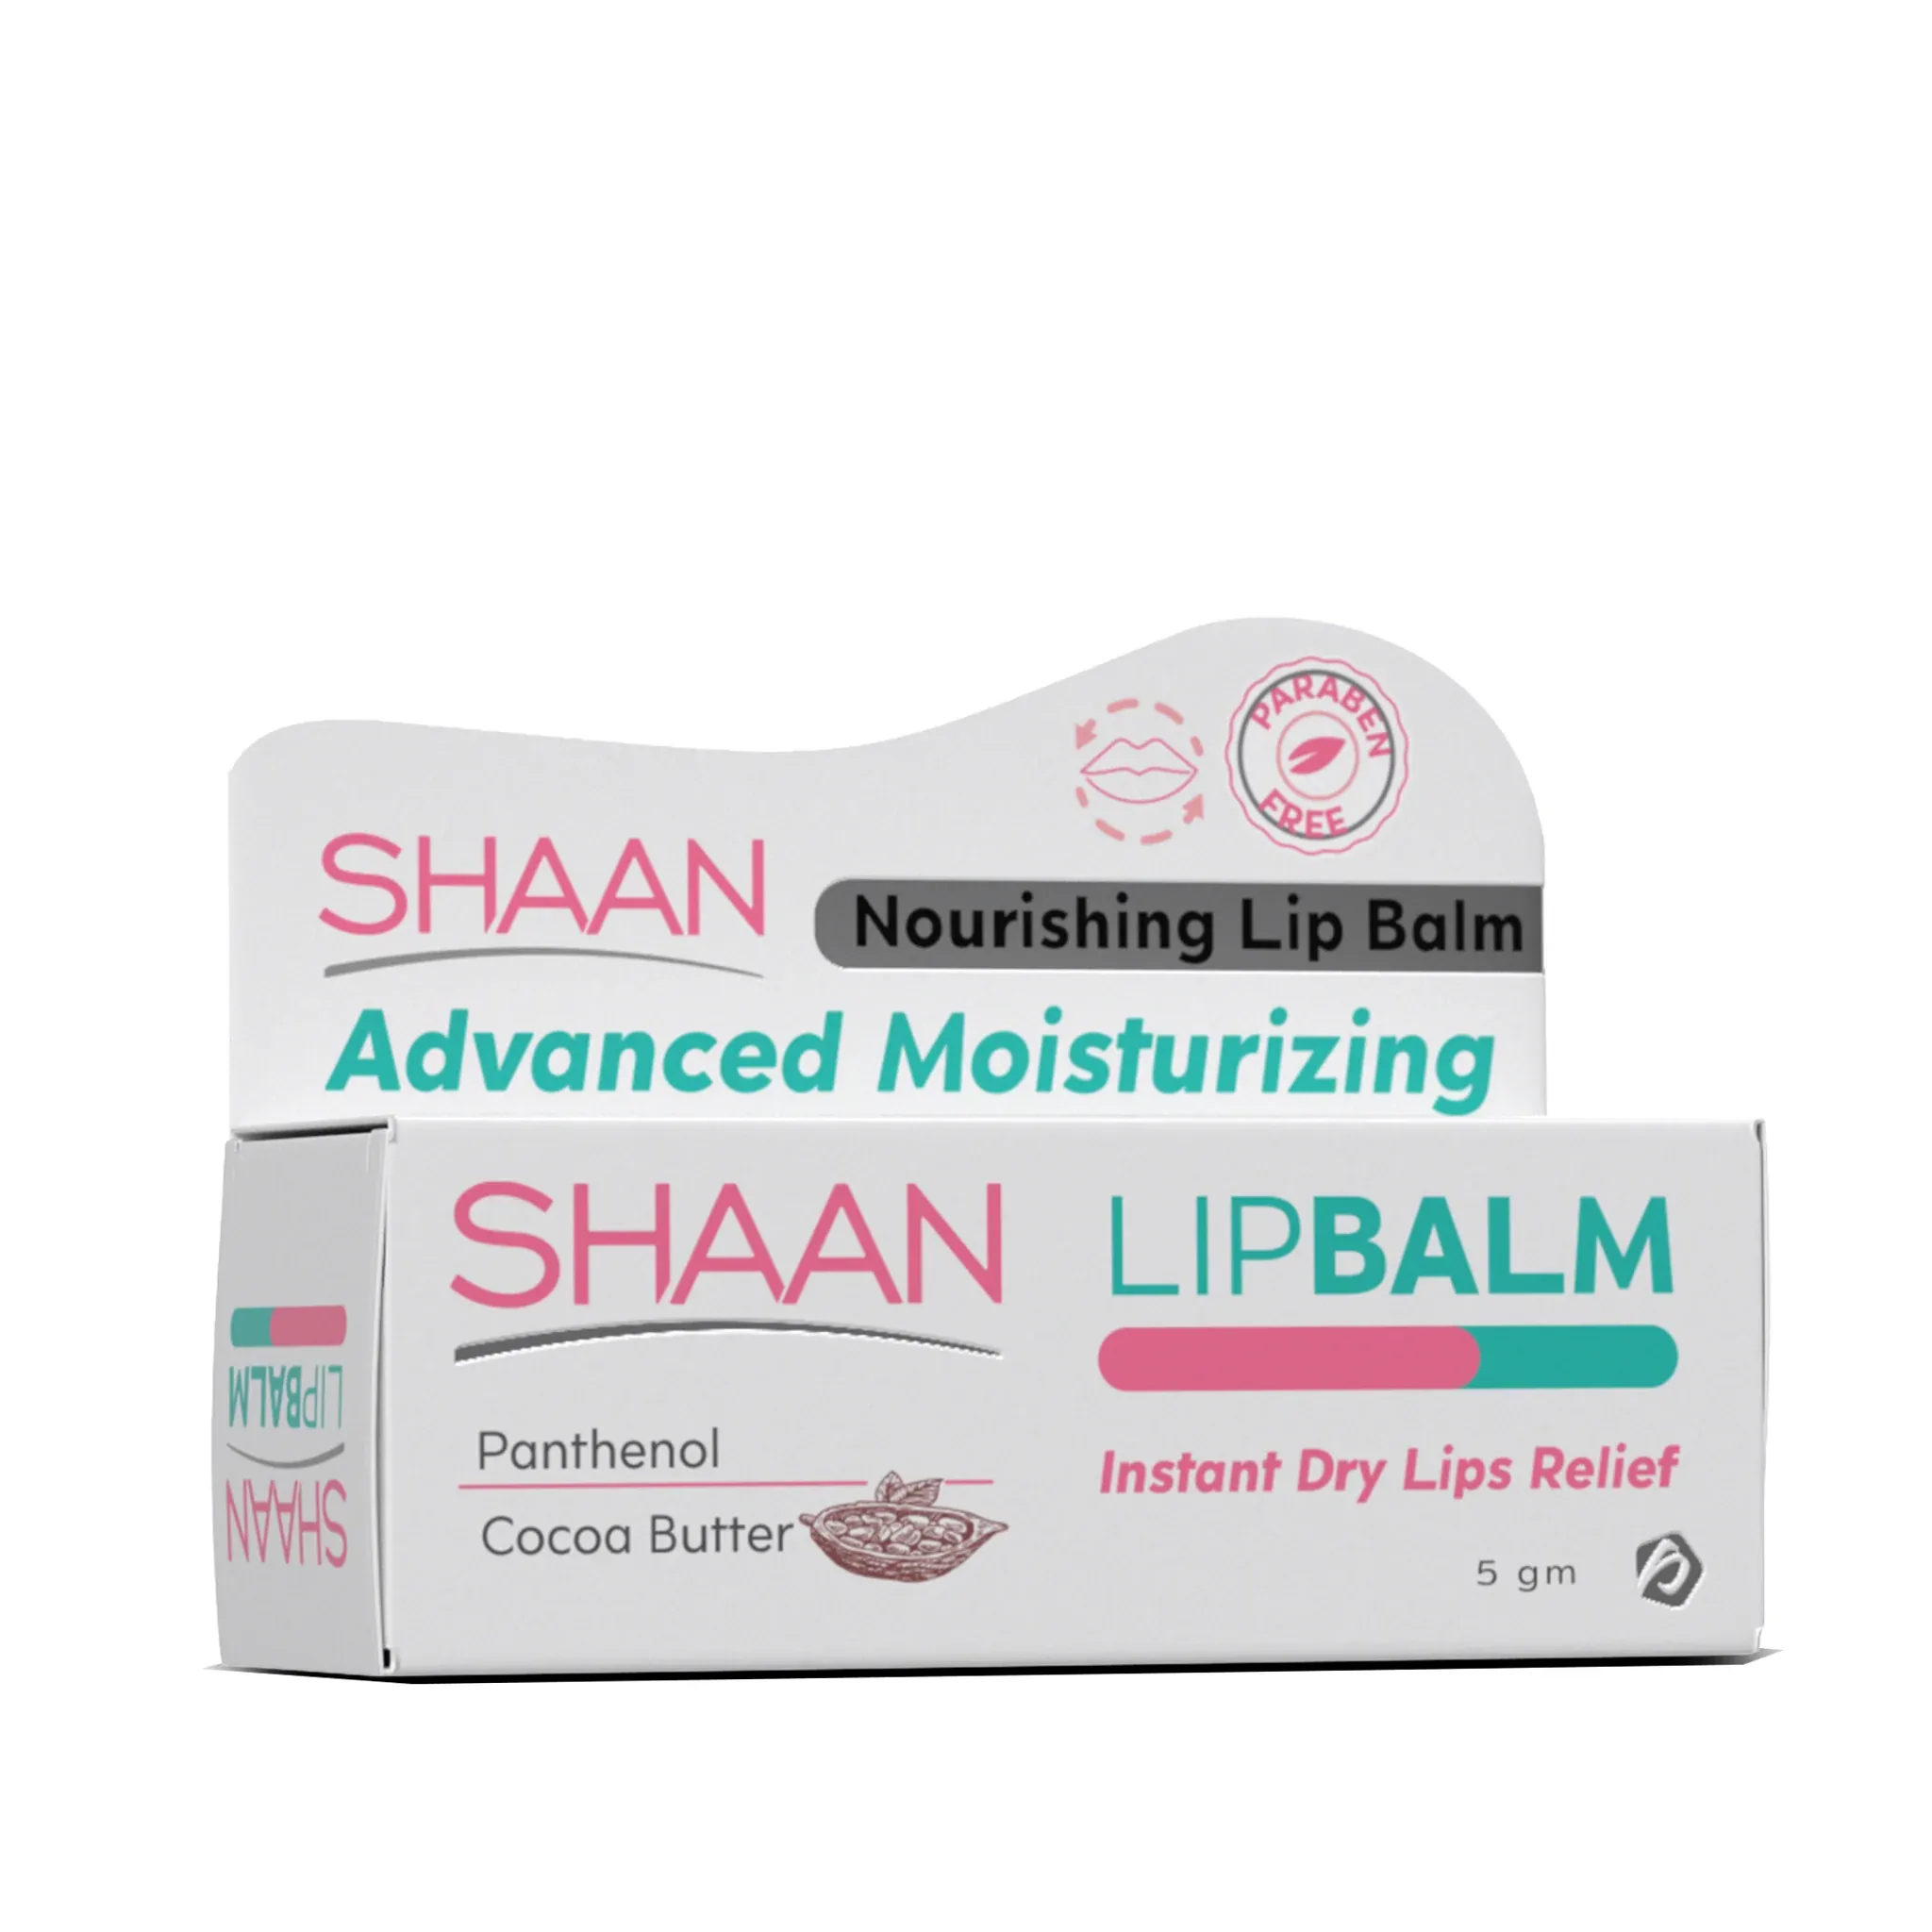 PARABEN
FREE
SHAAN
Nourishing Lip Balm
Advanced Moisturizing
SHAAN
LIPBALM
Panthenol
Cocoa Butter
Instant Dry Lips Relief
5 gm
LIPBALM
SHAAN